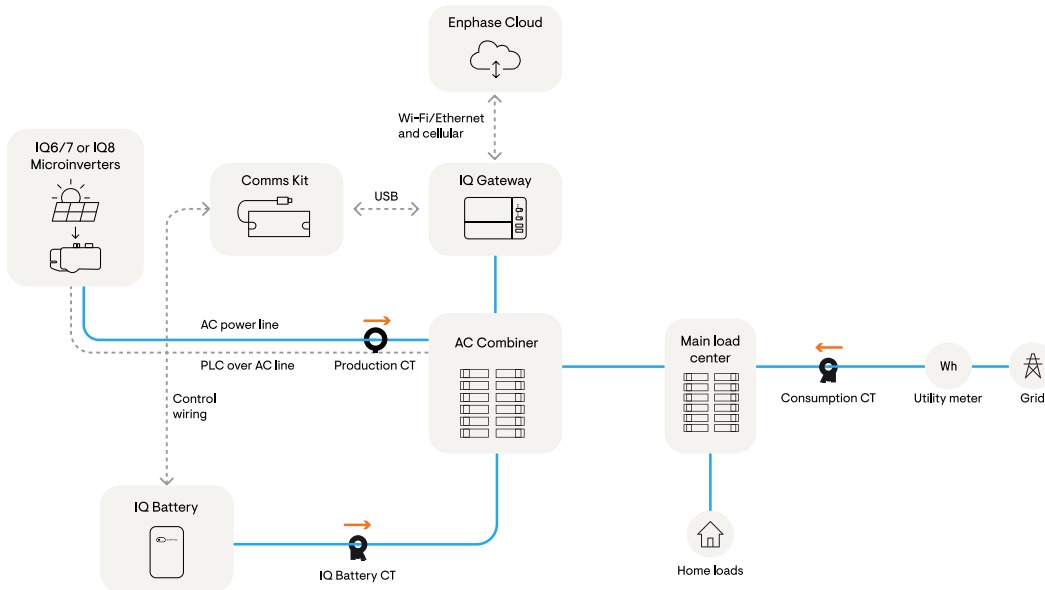 Enphase Cloud
Wi-Fi/Ethernet
and cellular
IQ6/7 or IQ8
Microinverters
Comms Kit
USB
IQ Gateway
AC power line
PLC over AC line
Production CT
AC Combiner
Main load
center
Consumption CT
Wh
Utility meter
Grid
Control
wiring
IQ Battery
IQ Battery CT
Home loads